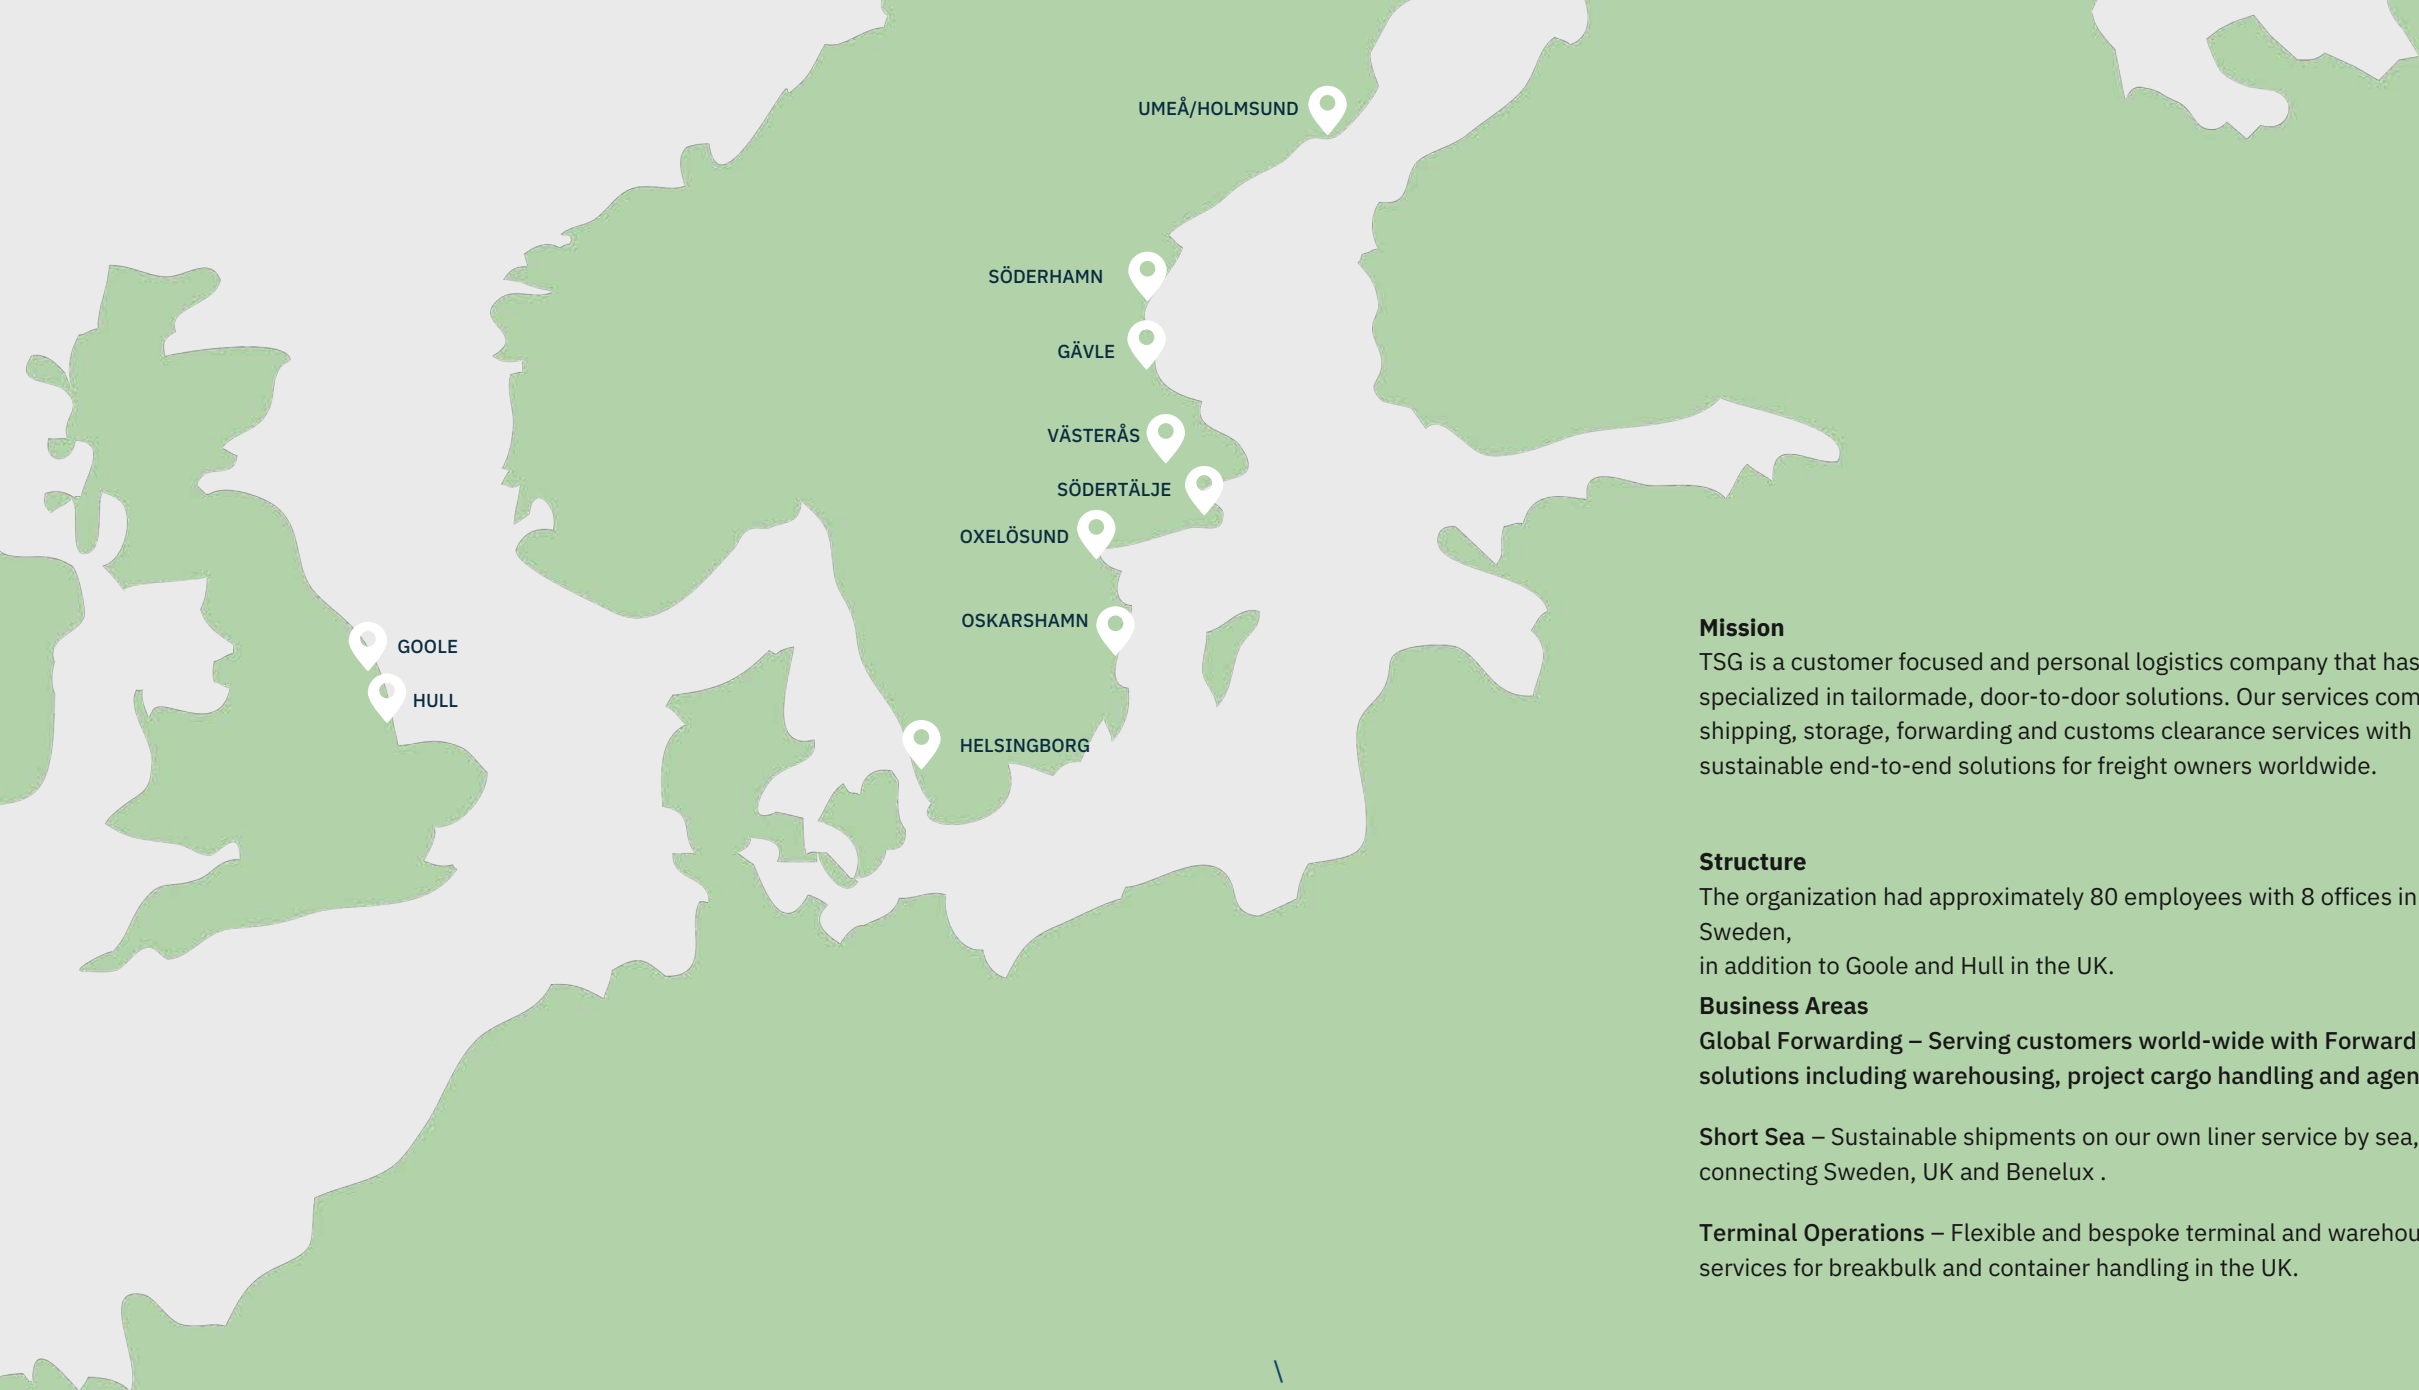 UMEÅ/HOLMSUND
SÖDERHAMN
GÄVLE
VÄSTERÅS
SÖDERTÄLJE
OXELÖSUND
OSKARSHAMN
GOOLE
HULL
HELSINGBORG
Mission
TSG is a customer focused and personal logistics company that has
specialized in tailormade, door-to-door solutions. Our services com
shipping, storage, forwarding and customs clearance services with
sustainable end-to-end solutions for freight owners worldwide.
Structure
The organization had approximately 80 employees with 8 offices in
Sweden,
in addition to Goole and Hull in the UK.
Business Areas
Global Forwarding – Serving customers world-wide with Forward
solutions including warehousing, project cargo handling and agen
Short Sea – Sustainable shipments on our own liner service by sea,
connecting Sweden, UK and Benelux .
Terminal Operations – Flexible and bespoke terminal and warehou
services for breakbulk and container handling in the UK.
\